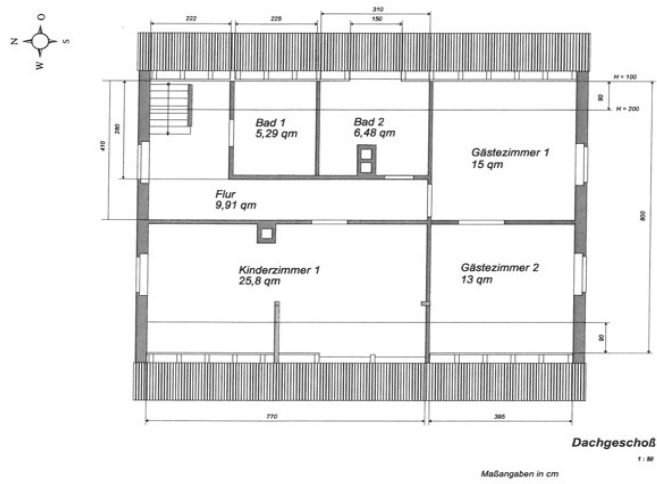 O
N
S
W
310
222
225
150
H = 100
90
H = 200
280
410
Bad 1
5,29 qm
Bad 2
6,48 qm
Gästezimmer 1
15 qm
Flur
9,91 qm
800
Kinderzimmer 1
25,8 qm
Gästezimmer 2
13 qm
90
770
395
Dachgeschoß
1 : 50
Maßangaben in cm